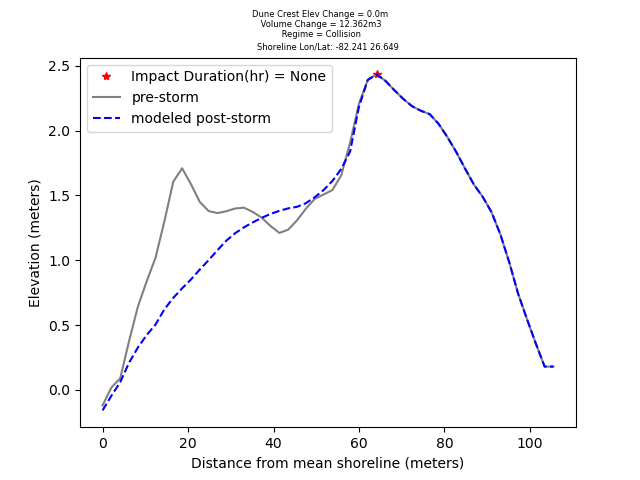 Dune Crest Elev Change = 0.0m
Volume Change = 12.362m3
Regime = Collision
Shoreline Lon/Lat: -82.241 26.649
Impact Duration(hr) = None
pre-storm
modeled post-storm
Elevation (meters)
2.5
2.0
1.5
1.0
0.5
0.0
0 20 40 60 80 100
Distance from mean shoreline (meters)